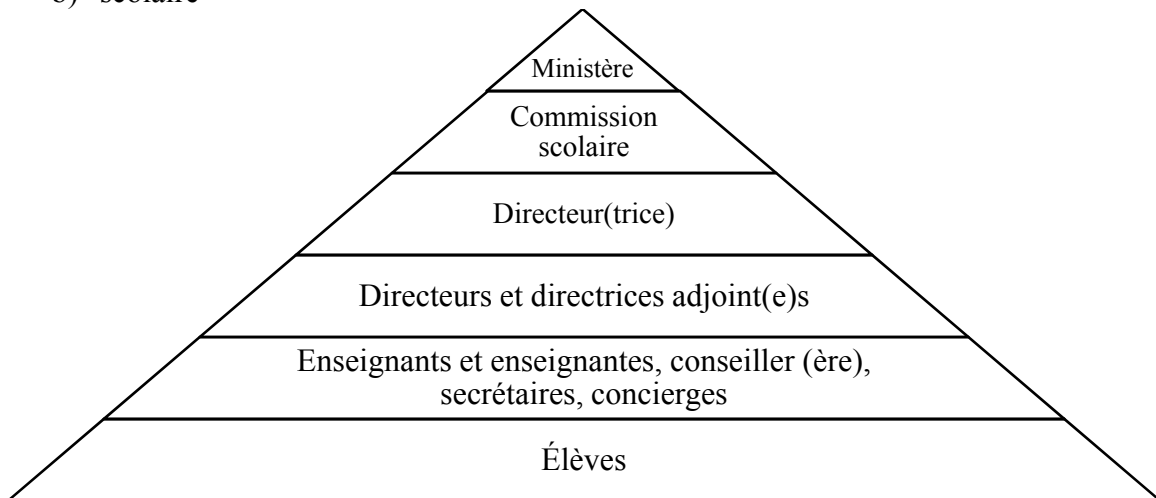 b) scolaire
Ministère
Commission
scolaire
Directeur(trice)
Directeurs et directrices adjoint(e)s
Enseignants et enseignantes, conseiller (ère),
secrétaires, concierges
Élèves